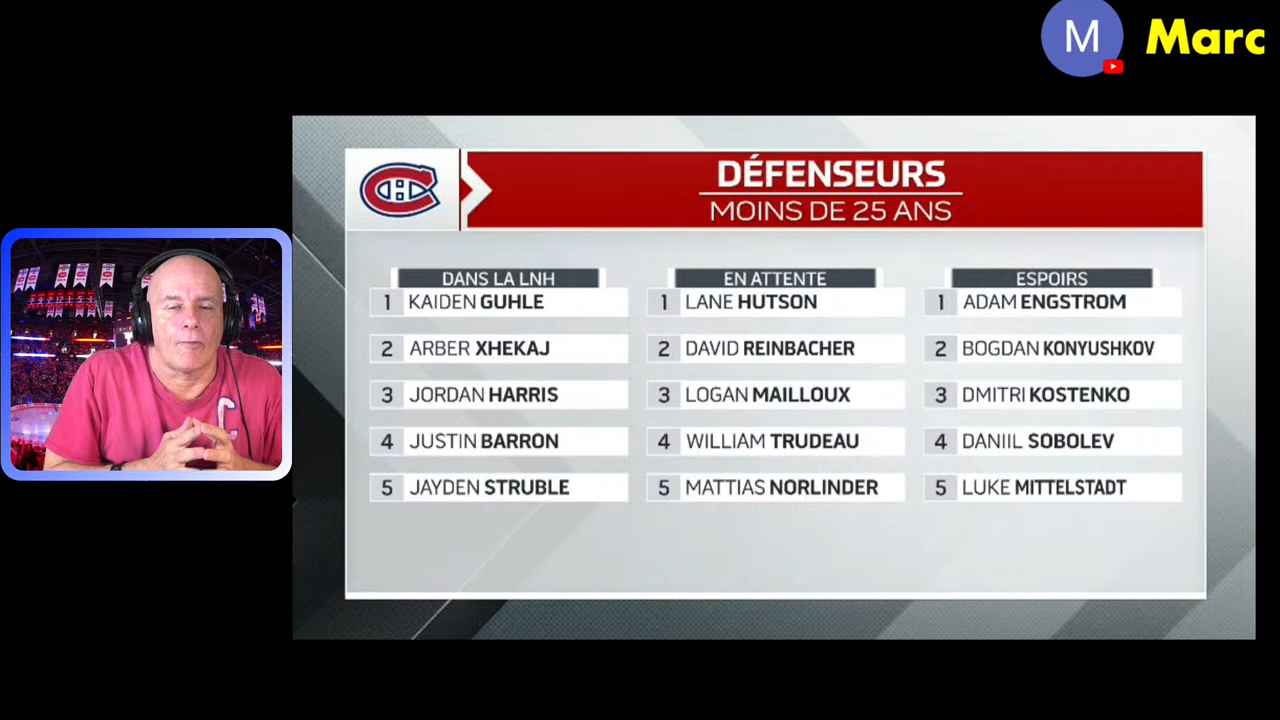 M
Marc
DÉFENSEURS
MOINS DE 25 ANS
DANS LA LNH
1 KAIDEN GUHLE
2 ARBER XHEKAJ
3 JORDAN HARRIS
4 JUSTIN BARRON
5 JAYDEN STRUBLE
EN ATTENTE
1 LANE HUTSON
2 DAVID REINBACHER
3 LOGAN MAILLOUX
4 WILLIAM TRUDEAU
5 MATTIAS NORLINDER
ESPOIRS
1 ADAM ENGSTROM
2 BOGDAN KONYUSHKOV
3 DMITRI KOSTENKO
4 DANIIL SOBOLEV
5 LUKE MITTELSTADT